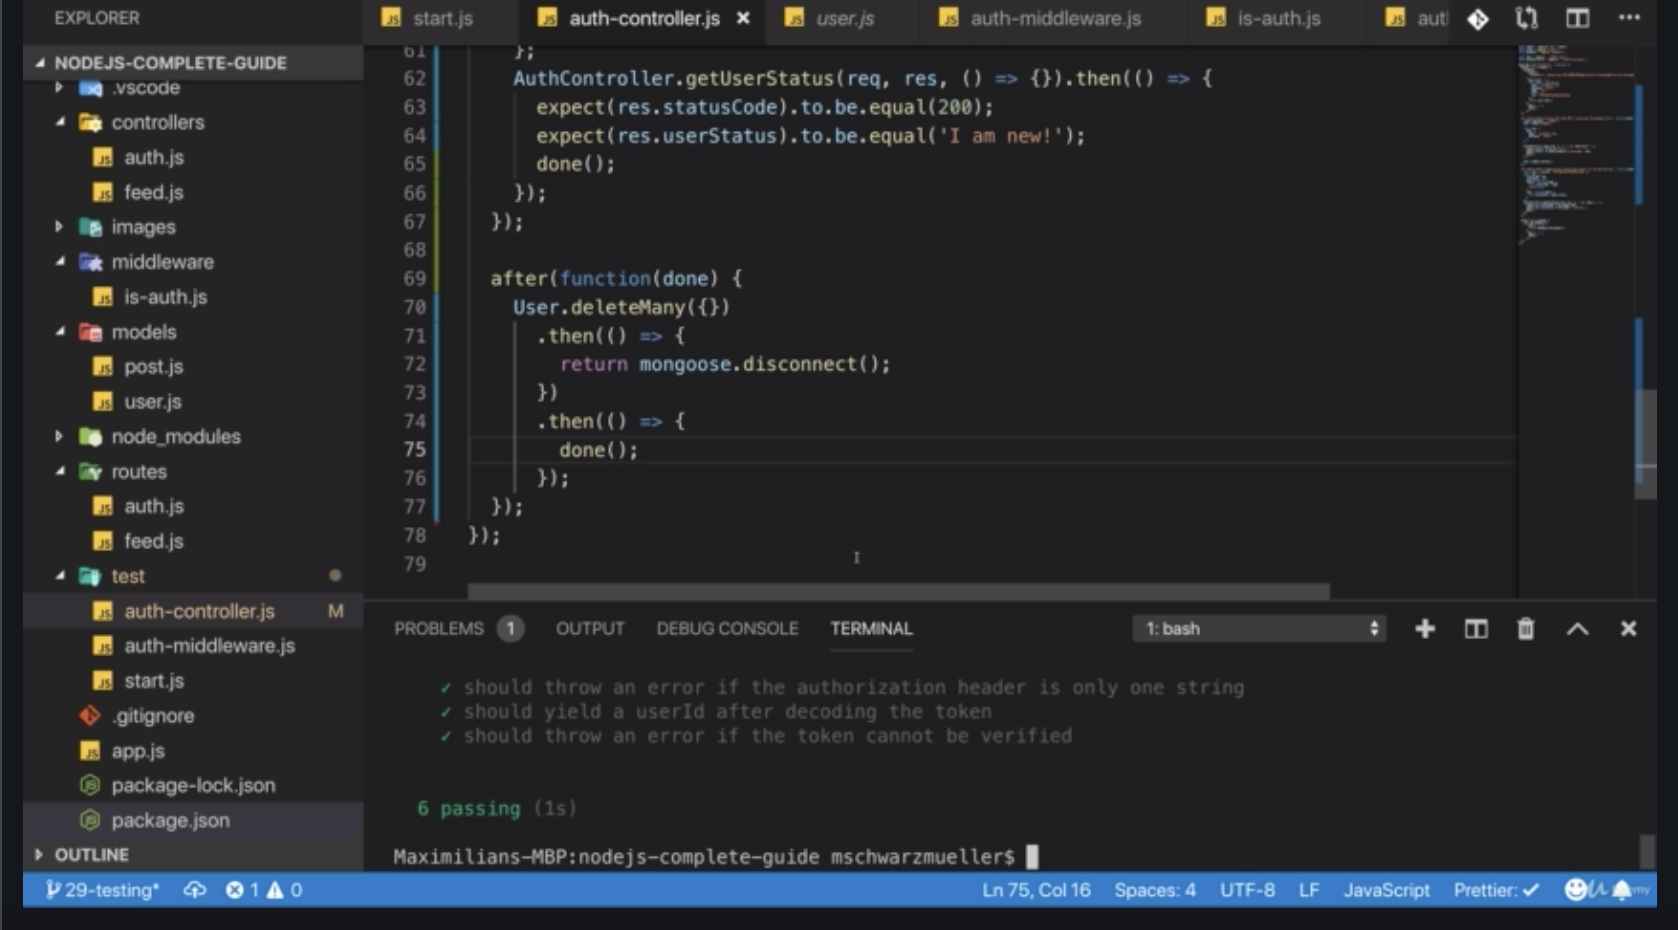 EXPLORER
start.js
auth-controller.js
user.js
auth-middleware.js
is-auth.js
NODEJS-COMPLETE-GUIDE
.vscode
controllers
auth.js
feed.js
images
middleware
is-auth.js
models
post.js
user.js
node_modules
routes
auth.js
feed.js
test
auth-controller.js M
auth-middleware.js
start.js
.gitignore
app.js
package-lock.json
package.json
OUTLINE
61 };
62 AuthController.getUserStatus(req, res, () => {}).then(() => {
63 expect(res.statusCode).to.be.equal(200);
64 expect(res.userStatus).to.be.equal('I am new!');
65 done();
66 });
67 });
68
69 after(function(done) {
70 User.deleteMany({})
71 .then(() => {
72 return mongoose.disconnect();
73 })
74 .then(() => {
75 done();
76 });
77 });
78 });
79
PROBLEMS 1 OUTPUT DEBUG CONSOLE TERMINAL 1: bash
✓ should throw an error if the authorization header is only one string
✓ should yield a userId after decoding the token
✓ should throw an error if the token cannot be verified
6 passing (1s)
Maximilians-MBP:nodejs-complete-guide mschwarzmueller$
29-testing* 1 0 Ln 75, Col 16 Spaces: 4 UTF-8 LF JavaScript Prettier: ✓